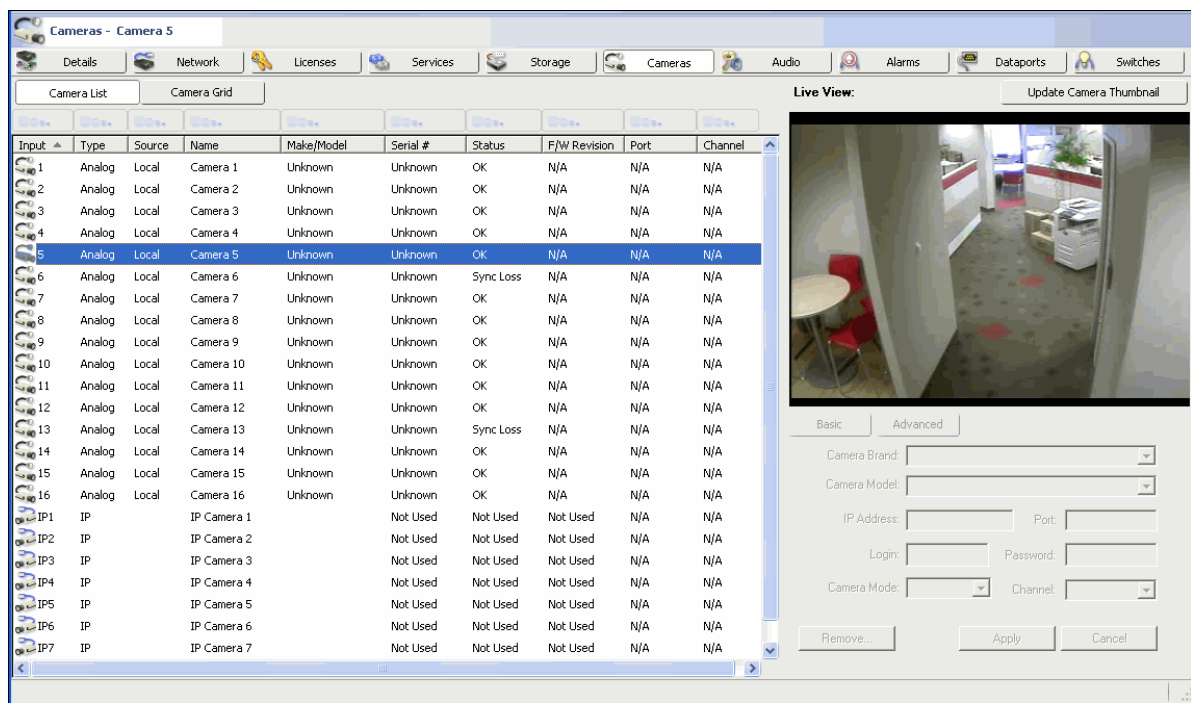 Cameras - Camera 5
Details Network Licenses Services Storage Cameras Audio Alarms Dataports Switches
Camera List Camera Grid Live View: Update Camera Thumbnail
Input Type Source Name Make/Model Serial # Status F/W Revision Port Channel
1 Analog Local Camera 1 Unknown Unknown OK N/A N/A N/A
2 Analog Local Camera 2 Unknown Unknown OK N/A N/A N/A
3 Analog Local Camera 3 Unknown Unknown OK N/A N/A N/A
4 Analog Local Camera 4 Unknown Unknown OK N/A N/A N/A
5 Analog Local Camera 5 Unknown Unknown OK N/A N/A N/A
6 Analog Local Camera 6 Unknown Unknown Sync Loss N/A N/A N/A
7 Analog Local Camera 7 Unknown Unknown OK N/A N/A N/A
8 Analog Local Camera 8 Unknown Unknown OK N/A N/A N/A
9 Analog Local Camera 9 Unknown Unknown OK N/A N/A N/A
10 Analog Local Camera 10 Unknown Unknown OK N/A N/A N/A
11 Analog Local Camera 11 Unknown Unknown OK N/A N/A N/A
12 Analog Local Camera 12 Unknown Unknown OK N/A N/A N/A
13 Analog Local Camera 13 Unknown Unknown Sync Loss N/A N/A N/A
14 Analog Local Camera 14 Unknown Unknown OK N/A N/A N/A
15 Analog Local Camera 15 Unknown Unknown OK N/A N/A N/A
16 Analog Local Camera 16 Unknown Unknown OK N/A N/A N/A
IP1 IP IP Camera 1 Not Used Not Used Not Used N/A N/A
IP2 IP IP Camera 2 Not Used Not Used Not Used N/A N/A
IP3 IP IP Camera 3 Not Used Not Used Not Used N/A N/A
IP4 IP IP Camera 4 Not Used Not Used Not Used N/A N/A
IP5 IP IP Camera 5 Not Used Not Used Not Used N/A N/A
IP6 IP IP Camera 6 Not Used Not Used Not Used N/A N/A
IP7 IP IP Camera 7 Not Used Not Used Not Used N/A N/A
Basic Advanced
Camera Brand:
Camera Model:
IP Address: Port:
Login: Password:
Camera Mode: Channel:
Remove... Apply Cancel